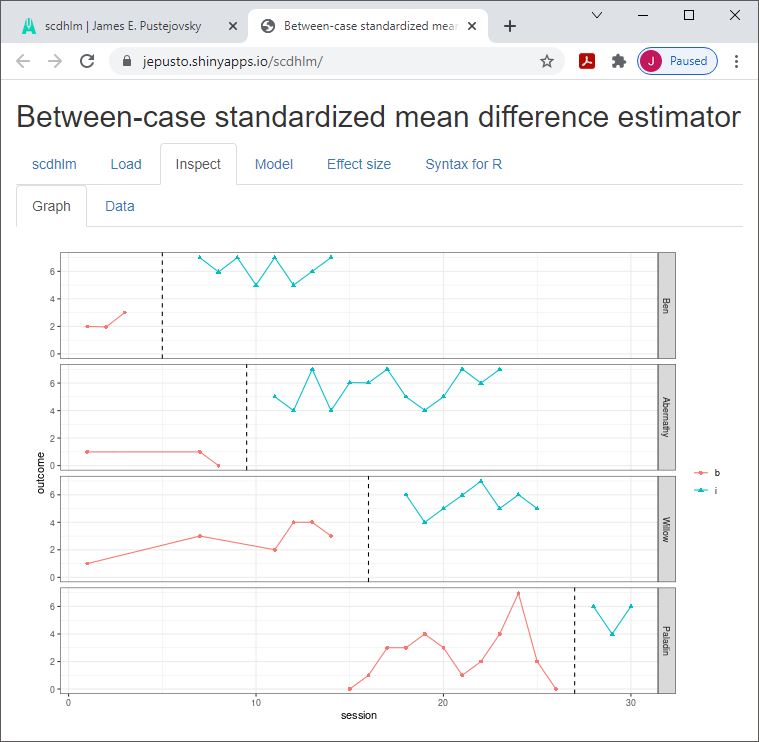 scdhlm | James E. Pustejovsky
Between-case standardized mea
jepusto.shinyapps.io/scdhlm/
J Paused
Between-case standardized mean difference estimator
scdhlm Load Inspect Model Effect size Syntax for R
Graph Data
6
4
2
0
Ben
6
4
2
0
Abernathy
outcome
b
i
6
4
2
0
Willow
6
4
2
0
Paladin
0 10 20 30
session